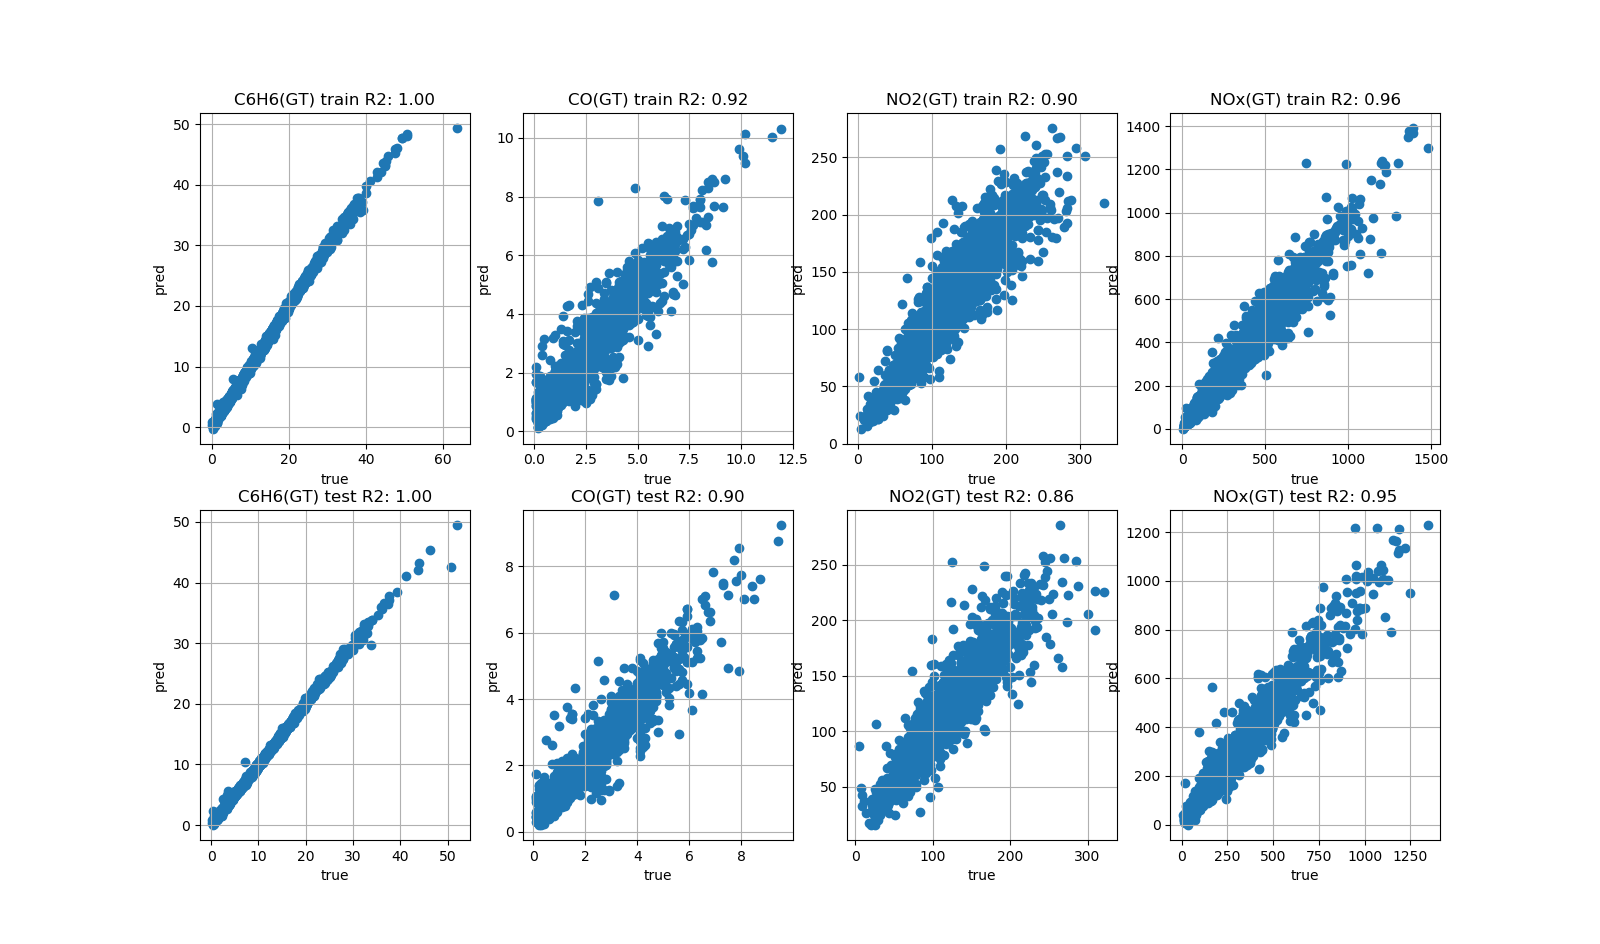 C6H6(GT) train R2: 1.00
50
40
30
20
10
0
pred
0 20 40 60
true
CO(GT) train R2: 0.92
10
8
6
4
2
0
pred
0.0 2.5 5.0 7.5 10.0 12.5
true
NO2(GT) train R2: 0.90
250
200
150
100
50
0
pred
0 100 200 300
true
NOx(GT) train R2: 0.96
1400
1200
1000
800
600
400
200
0
pred
0 500 1000 1500
true
C6H6(GT) test R2: 1.00
50
40
30
20
10
0
pred
0 10 20 30 40 50
true
CO(GT) test R2: 0.90
8
6
4
2
0
pred
0 2 4 6 8
true
NO2(GT) test R2: 0.86
250
200
150
100
50
pred
0 100 200 300
true
NOx(GT) test R2: 0.95
1200
1000
800
600
400
200
0
pred
0 250 500 750 1000 1250
true